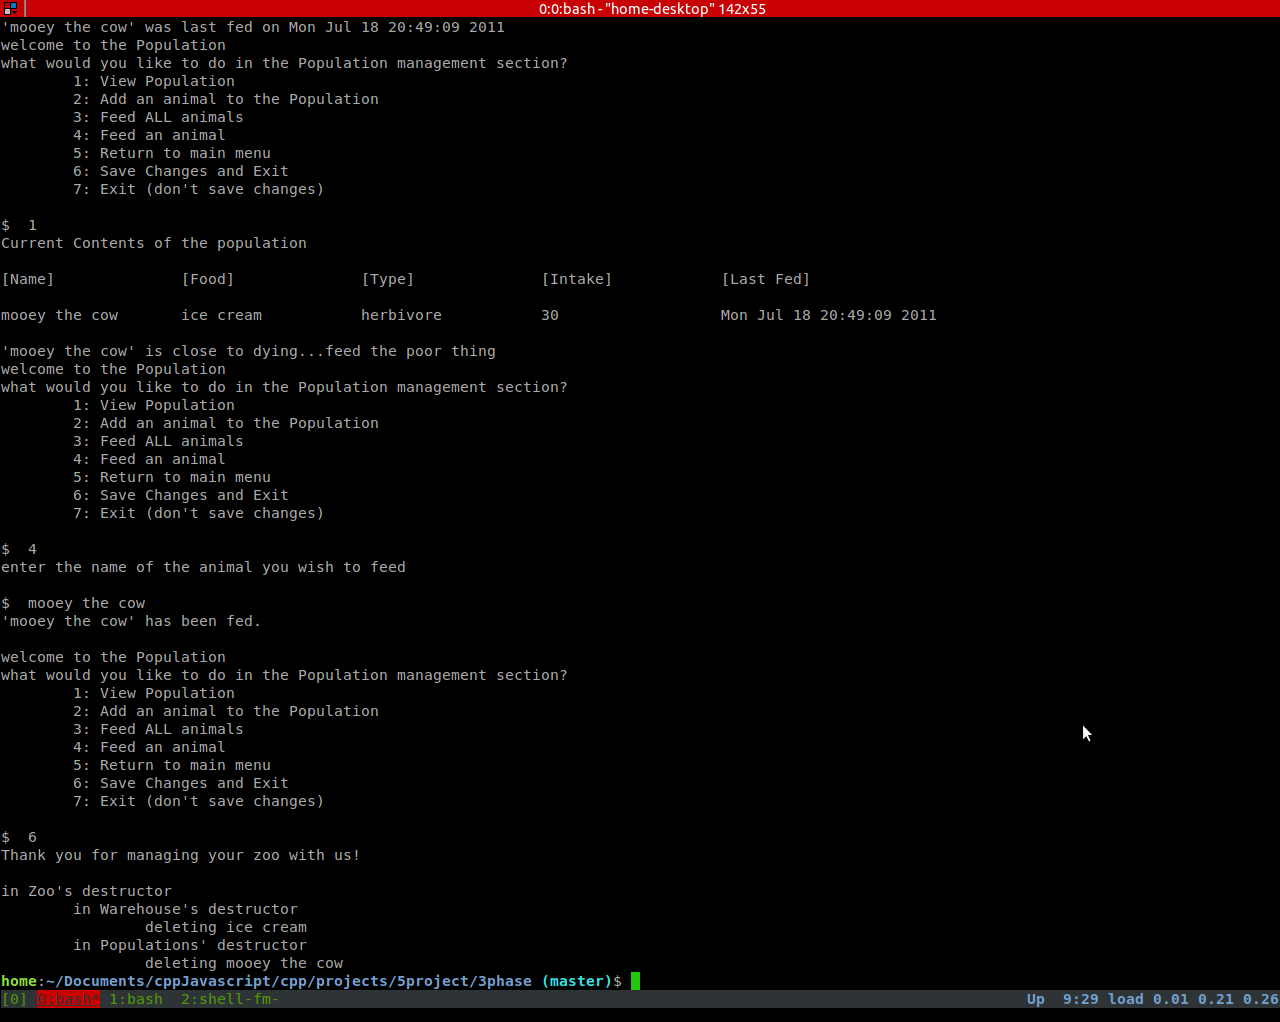 0:0:bash - "home-desktop" 142x55
'mooey the cow' was last fed on Mon Jul 18 20:49:09 2011
welcome to the Population
what would you like to do in the Population management section?
        1: View Population
        2: Add an animal to the Population
        3: Feed ALL animals
        4: Feed an animal
        5: Return to main menu
        6: Save Changes and Exit
        7: Exit (don't save changes)

$  1
Current Contents of the population

[Name]              [Food]              [Type]              [Intake]            [Last Fed]

mooey the cow       ice cream           herbivore           30                  Mon Jul 18 20:49:09 2011

'mooey the cow' is close to dying...feed the poor thing
welcome to the Population
what would you like to do in the Population management section?
        1: View Population
        2: Add an animal to the Population
        3: Feed ALL animals
        4: Feed an animal
        5: Return to main menu
        6: Save Changes and Exit
        7: Exit (don't save changes)

$  4
enter the name of the animal you wish to feed

$  mooey the cow
'mooey the cow' has been fed.

welcome to the Population
what would you like to do in the Population management section?
        1: View Population
        2: Add an animal to the Population
        3: Feed ALL animals
        4: Feed an animal
        5: Return to main menu
        6: Save Changes and Exit
        7: Exit (don't save changes)

$  6
Thank you for managing your zoo with us!

in Zoo's destructor
        in Warehouse's destructor
                deleting ice cream
        in Populations' destructor
                deleting mooey the cow
home:~/Documents/cppJavascript/cpp/projects/5project/3phase (master)$
[0] 0:bash* 1:bash  2:shell-fm-    Up  9:29 load 0.01 0.21 0.26